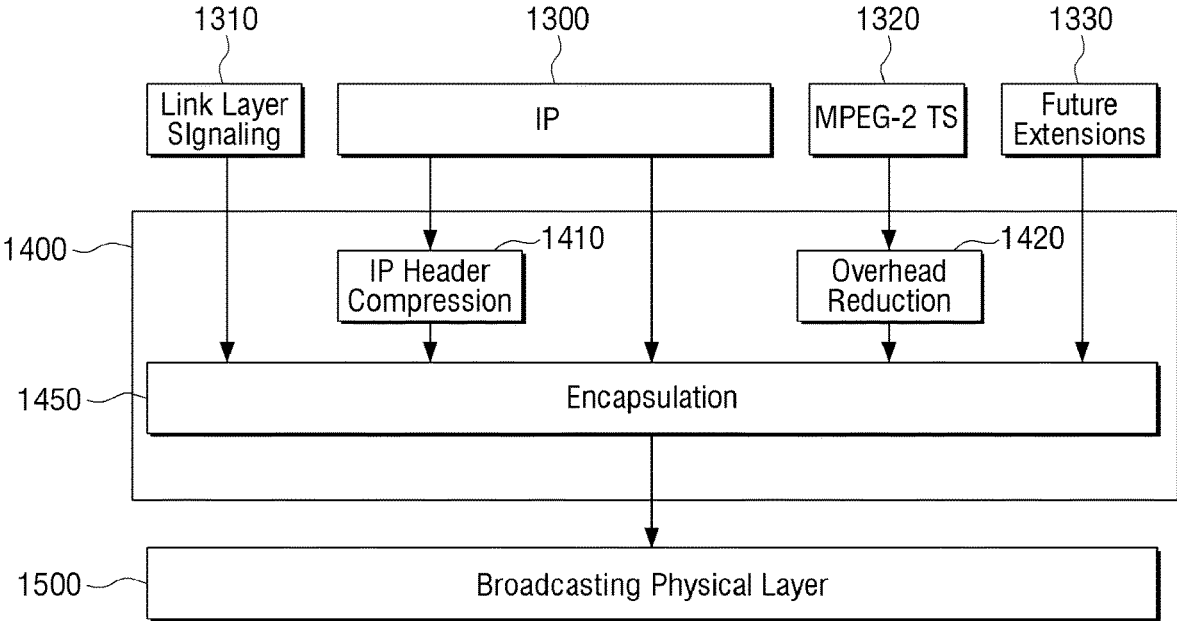 1310
1300
1320
1330
Link Layer
SIgnaling
IP
MPEG-2 TS
Future
Extensions
1400
1410
1420
IP Header
Compression
Overhead
Reduction
1450
Encapsulation
1500
Broadcasting Physical Layer